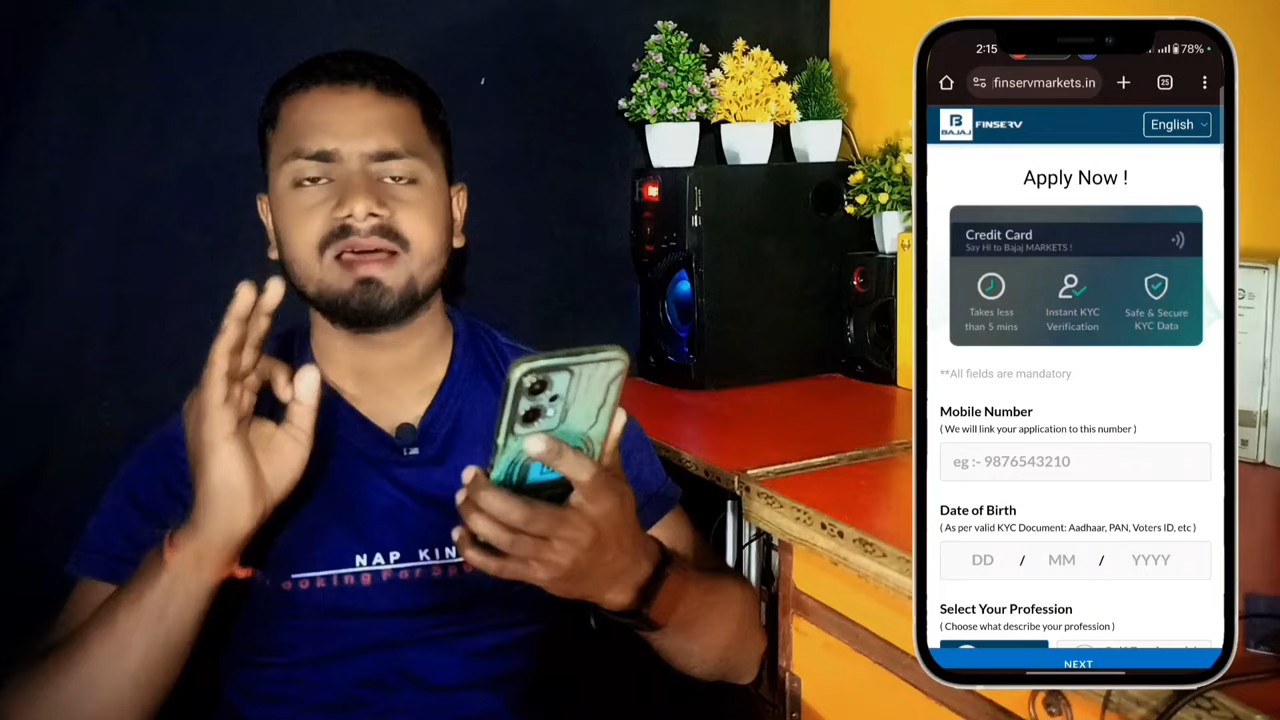 2:15
78%
finservmarkets.in
25
B
BAJAJ
FINSERV
English
Apply Now !
Credit Card
Say Hi to Bajaj MARKETS !
Takes less
than 5 mins
Instant KYC
Verification
Safe & Secure
KYC Data
**All fields are mandatory
Mobile Number
( We will link your application to this number )
eg :- 9876543210
Date of Birth
( As per valid KYC Document: Aadhaar, PAN, Voters ID, etc )
DD / MM / YYYY
Select Your Profession
( Choose what describe your profession )
NEXT
NAP KIN
ooking For